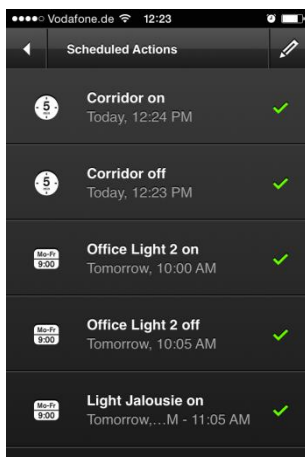 Vodafone.de 12:23
Scheduled Actions
5
min
Corridor on
Today, 12:24 PM
5
min
Corridor off
Today, 12:23 PM
Mo-Fr
9:00
Office Light 2 on
Tomorrow, 10:00 AM
Mo-Fr
9:00
Office Light 2 off
Tomorrow, 10:05 AM
Mo-Fr
9:00
Light Jalousie on
Tomorrow,...M - 11:05 AM